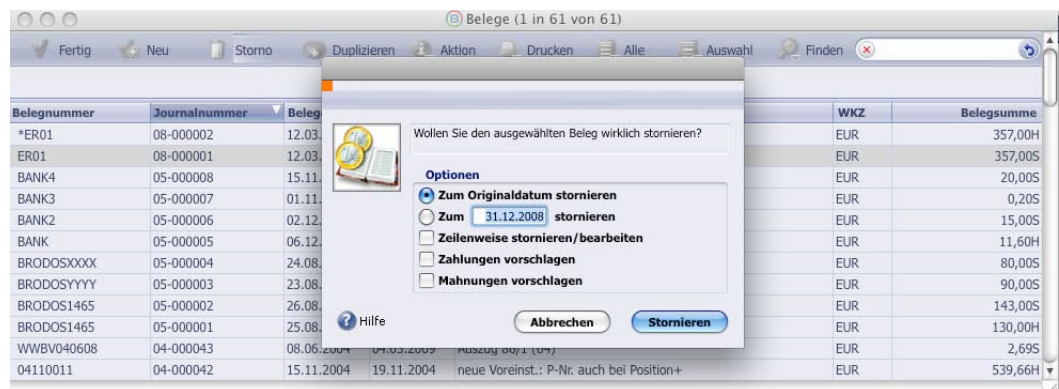 Belege (1 in 61 von 61)
Fertig Neu Storno Duplizieren Aktion Drucken Alle Auswahl Finden
Belegnummer Journalnummer Beleg WKZ Belegsumme
*ER01 08-000002 12.03. EUR 357,00H
ER01 08-000001 12.03. EUR 357,00S
BANK4 05-000008 15.11. EUR 20,00S
BANK3 05-000007 01.11. EUR 0,20S
BANK2 05-000006 02.12. EUR 15,00S
BANK 05-000005 06.12. EUR 11,60H
BRODOSXXXX 05-000004 24.08. EUR 80,00S
BRODOSYYYY 05-000003 23.08. EUR 90,00S
BRODOS1465 05-000002 26.08. EUR 143,00S
BRODOS1465 05-000001 25.08. EUR 130,00H
WWBV040608 04-000043 08.06.2004 04.03.2009 Auszug 86/1 (04) EUR 2,69S
04110011 04-000042 15.11.2004 19.11.2004 neue Voreinst.: P-Nr. auch bei Position+ EUR 539,66H
Wollen Sie den ausgewählten Beleg wirklich stornieren?
Optionen
Zum Originaldatum stornieren
Zum 31.12.2008 stornieren
Zeilenweise stornieren/bearbeiten
Zahlungen vorschlagen
Mahnungen vorschlagen
Hilfe Abbrechen Stornieren